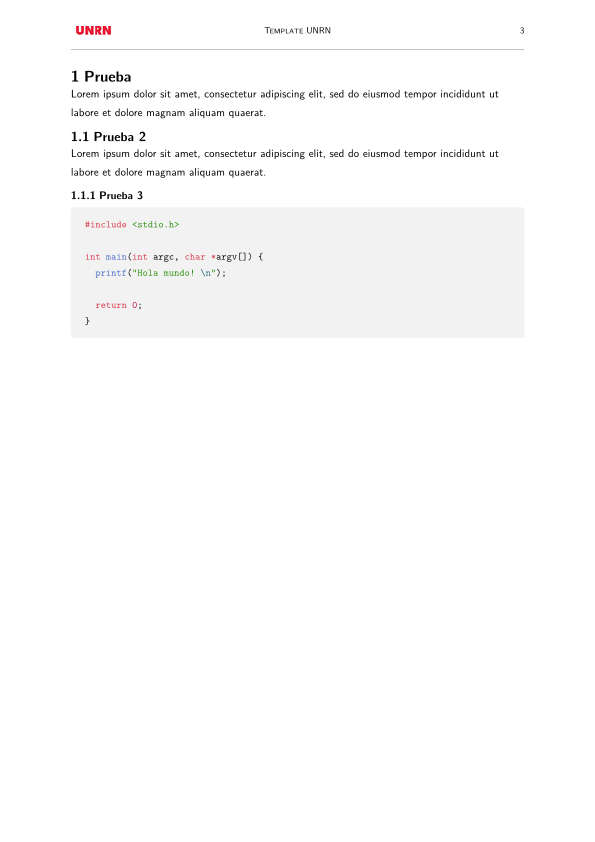 UNRN Template UNRN 3
1 Prueba
Lorem ipsum dolor sit amet, consectetur adipiscing elit, sed do eiusmod tempor incididunt ut
labore et dolore magnam aliquam quaerat.
1.1 Prueba 2
Lorem ipsum dolor sit amet, consectetur adipiscing elit, sed do eiusmod tempor incididunt ut
labore et dolore magnam aliquam quaerat.
1.1.1 Prueba 3
#include <stdio.h>
int main(int argc, char *argv[]) {
  printf("Hola mundo! \n");
  return 0;
}